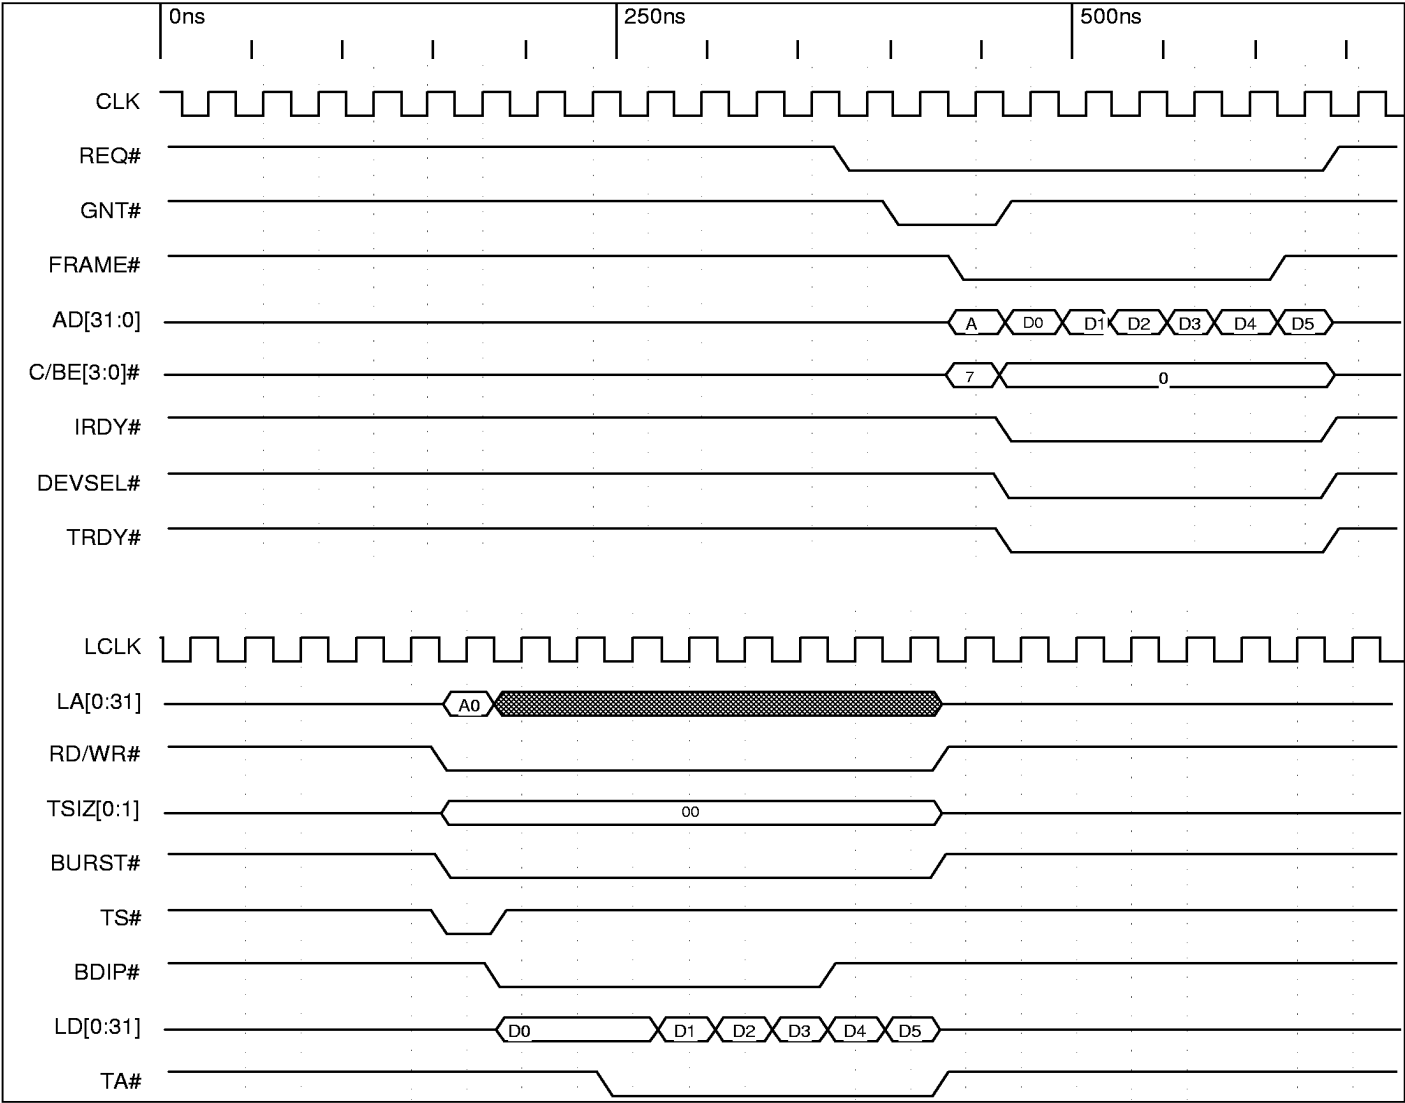 0ns 250ns 500ns
CLK
REQ#
GNT#
FRAME#
AD[31:0] A D0 D1 D2 D3 D4 D5
C/BE[3:0]# 7 0
IRDY#
DEVSEL#
TRDY#
LCLK
LA[0:31] A0
RD/WR#
TSIZ[0:1] 00
BURST#
TS#
BDIP#
LD[0:31] D0 D1 D2 D3 D4 D5
TA#